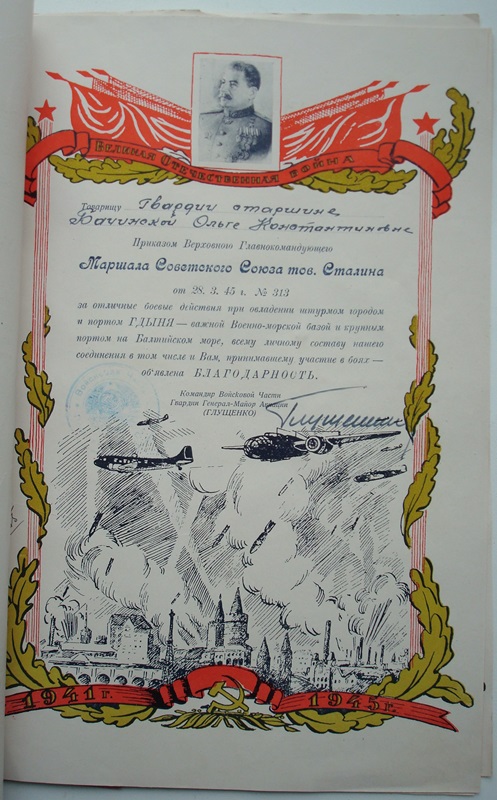 Великая Отечественная война
Товарищу Гвардии старшине
Бачинской Ольге Константиновне
Приказом Верховного Главнокомандующего
Маршала Советского Союза тов. Сталина
от 28. 3. 45 г. № 313
за отличные боевые действия при овладении штурмом городом
и портом ГДЫНЯ — важной Военно-морской базой и крупным
портом на Балтийском море, всему личному составу нашего
соединения в том числе и Вам, принимавшему участие в боях —
об'явлена БЛАГОДАРНОСТЬ.
Командир Войсковой Части
Гвардии Генерал-Майор Авиации
(ГЛУЩЕНКО)
1941 г.
1945 г.